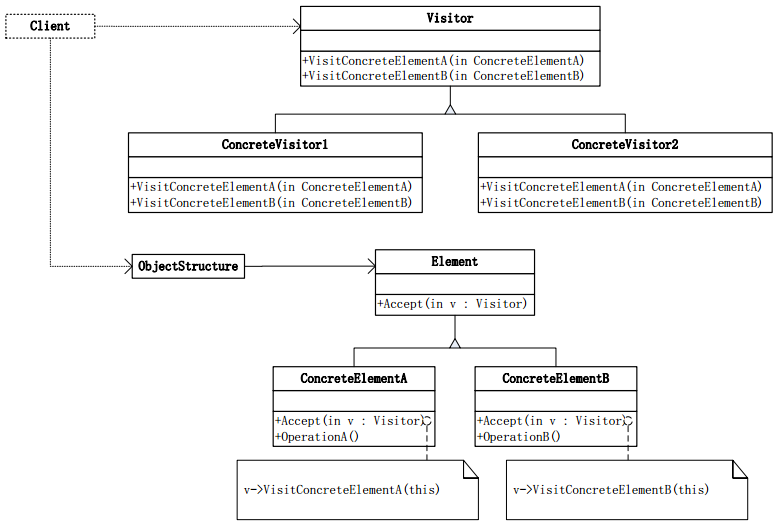 Client
Visitor
+VisitConcreteElementA(in ConcreteElementA)
+VisitConcreteElementB(in ConcreteElementB)
ConcreteVisitor1
+VisitConcreteElementA(in ConcreteElementA)
+VisitConcreteElementB(in ConcreteElementB)
ConcreteVisitor2
+VisitConcreteElementA(in ConcreteElementA)
+VisitConcreteElementB(in ConcreteElementB)
ObjectStructure
Element
+Accept(in v : Visitor)
ConcreteElementA
+Accept(in v : Visitor)
+OperationA()
ConcreteElementB
+Accept(in v : Visitor)
+OperationB()
v->VisitConcreteElementA(this)
v->VisitConcreteElementB(this)